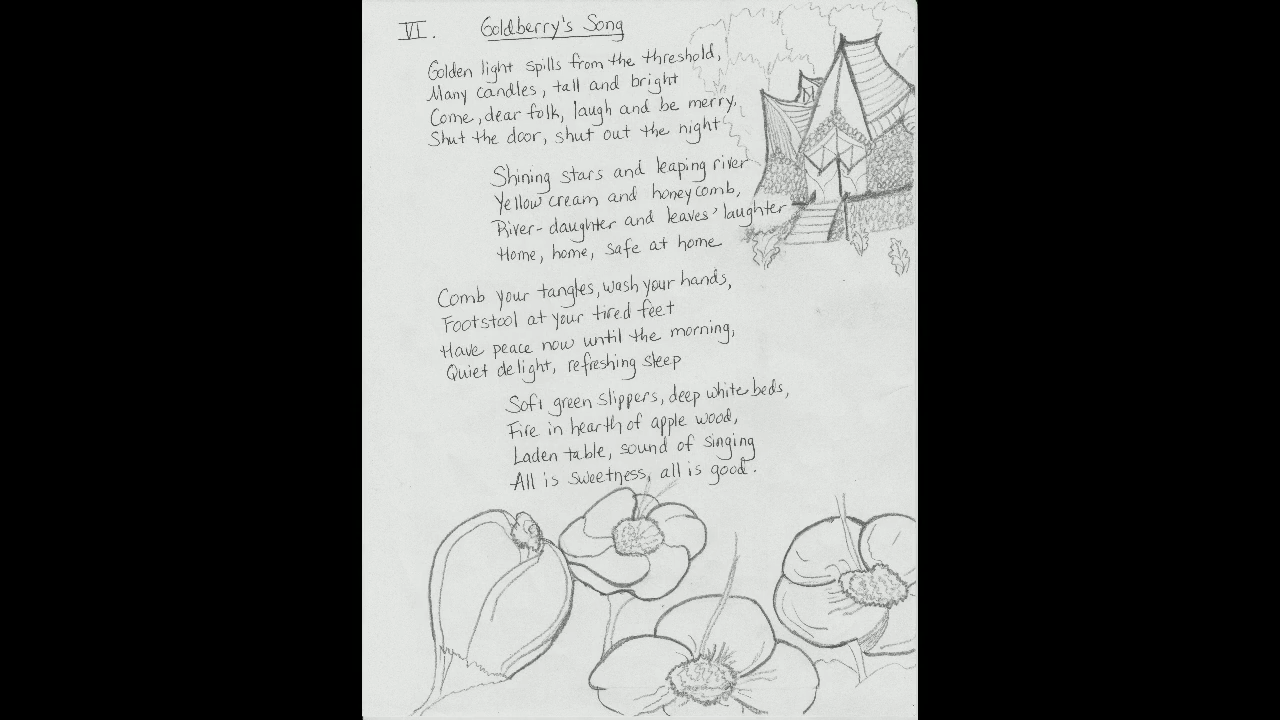 VI. Goldberry's Song
Golden light spills from the threshold,
Many candles, tall and bright
Come, dear folk, laugh and be merry,
Shut the door, shut out the night
Shining stars and leaping river
Yellow cream and honeycomb,
River-daughter and leaves' laughter
Home, home, safe at home
Comb your tangles, wash your hands,
Footstool at your tired feet
Have peace now until the morning,
Quiet delight, refreshing sleep
Soft green slippers, deep white beds,
Fire in hearth of apple wood,
Laden table, sound of singing
All is sweetness, all is good.